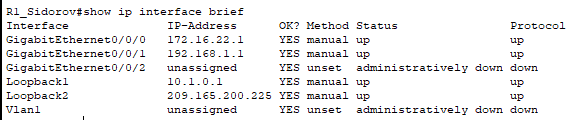 R1_Sidorov#show ip interface brief
Interface              IP-Address      OK? Method Status                Protocol
GigabitEthernet0/0/0   172.16.22.1     YES manual up                    up
GigabitEthernet0/0/1   192.168.1.1     YES manual up                    up
GigabitEthernet0/0/2   unassigned      YES unset  administratively down down
Loopback1              10.1.0.1        YES manual up                    up
Loopback2              209.165.200.225 YES manual up                    up
Vlan1                  unassigned      YES unset  administratively down down